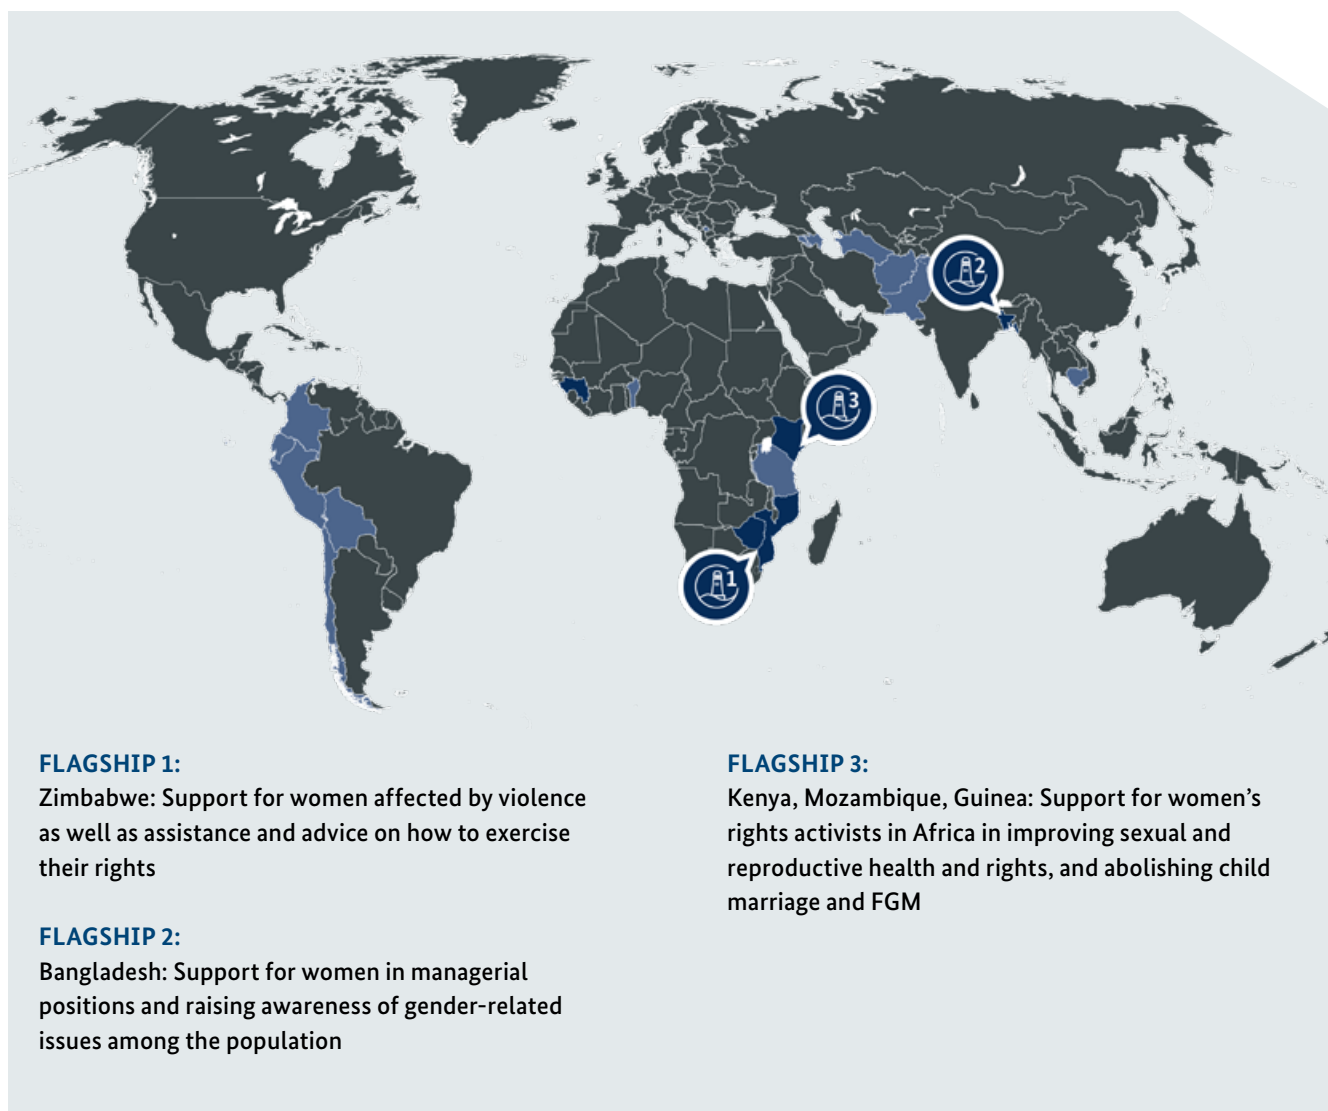 2
3
1
FLAGSHIP 1:
Zimbabwe: Support for women affected by violence
as well as assistance and advice on how to exercise
their rights
FLAGSHIP 2:
Bangladesh: Support for women in managerial
positions and raising awareness of gender-related
issues among the population
FLAGSHIP 3:
Kenya, Mozambique, Guinea: Support for women’s
rights activists in Africa in improving sexual and
reproductive health and rights, and abolishing child
marriage and FGM